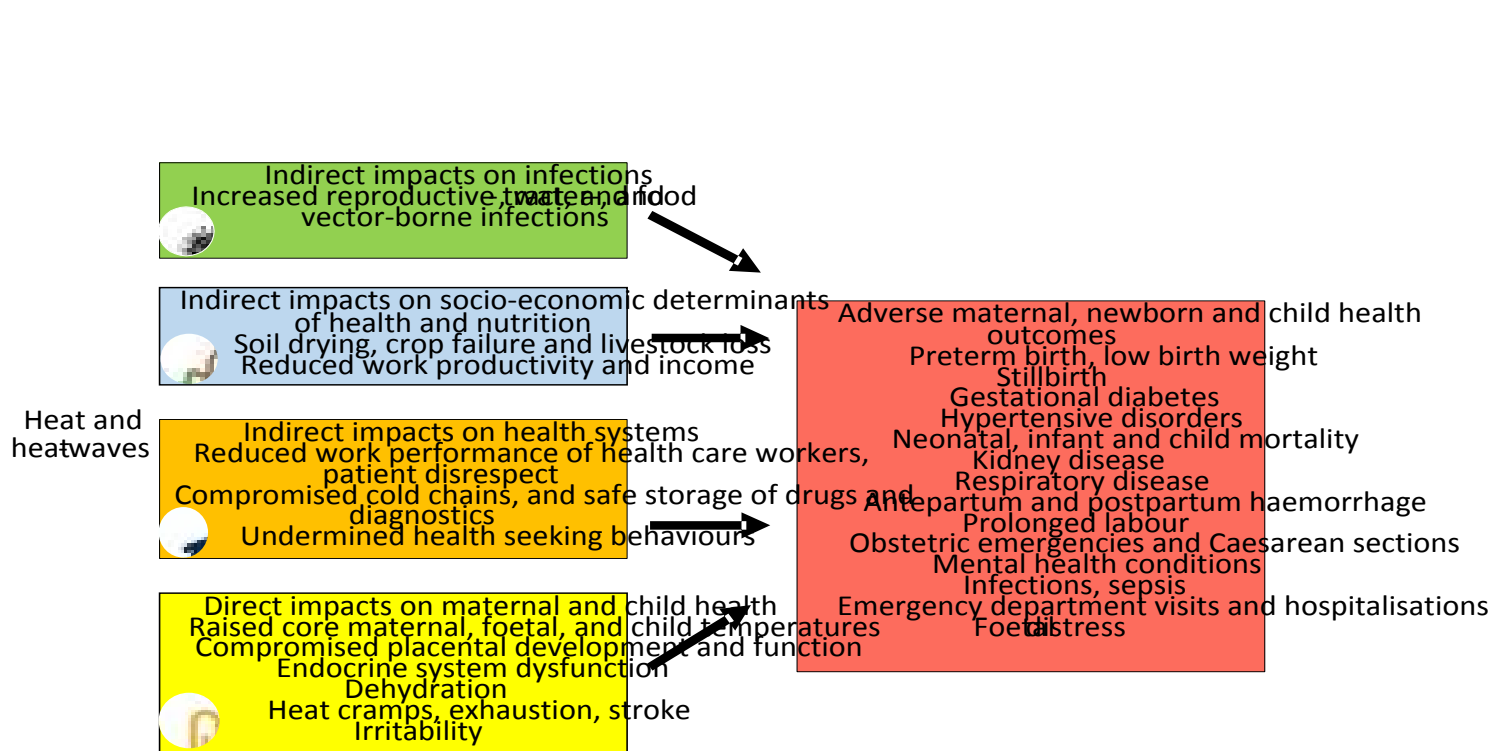 Indirect impacts on infections
Increased reproductive-tract, water, and food
vector-borne infections
Indirect impacts on socio-economic determinants
of health and nutrition
Soil drying, crop failure and livestock loss
Reduced work productivity and income
Heat and
heat-waves
Indirect impacts on health systems
Reduced work performance of health care workers,
patient disrespect
Compromised cold chains, and safe storage of drugs and
diagnostics
Undermined health seeking behaviours
Direct impacts on maternal and child health
Raised core maternal, foetal, and child temperatures
Compromised placental development and function
Endocrine system dysfunction
Dehydration
Heat cramps, exhaustion, stroke
Irritability
Adverse maternal, newborn and child health
outcomes
Preterm birth, low birth weight
Stillbirth
Gestational diabetes
Hypertensive disorders
Neonatal, infant and child mortality
Kidney disease
Respiratory disease
Antepartum and postpartum haemorrhage
Prolonged labour
Obstetric emergencies and Caesarean sections
Mental health conditions
Infections, sepsis
Emergency department visits and hospitalisations
Foetal distress